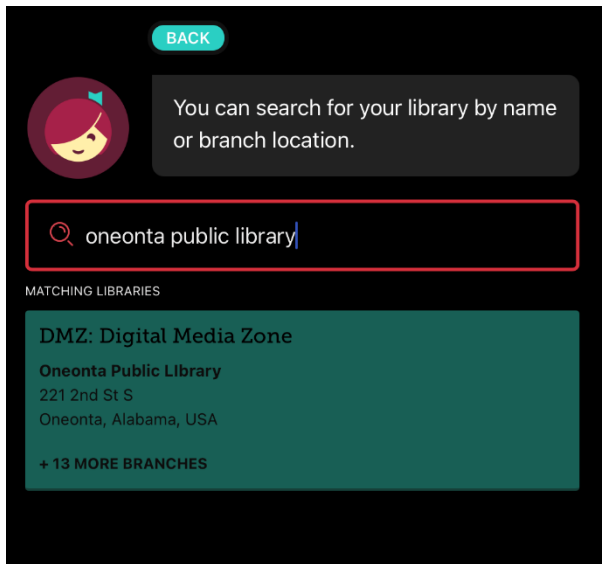 BACK
You can search for your library by name
or branch location.
oneonta public library
MATCHING LIBRARIES
DMZ: Digital Media Zone
Oneonta Public LIbrary
221 2nd St S
Oneonta, Alabama, USA
+ 13 MORE BRANCHES